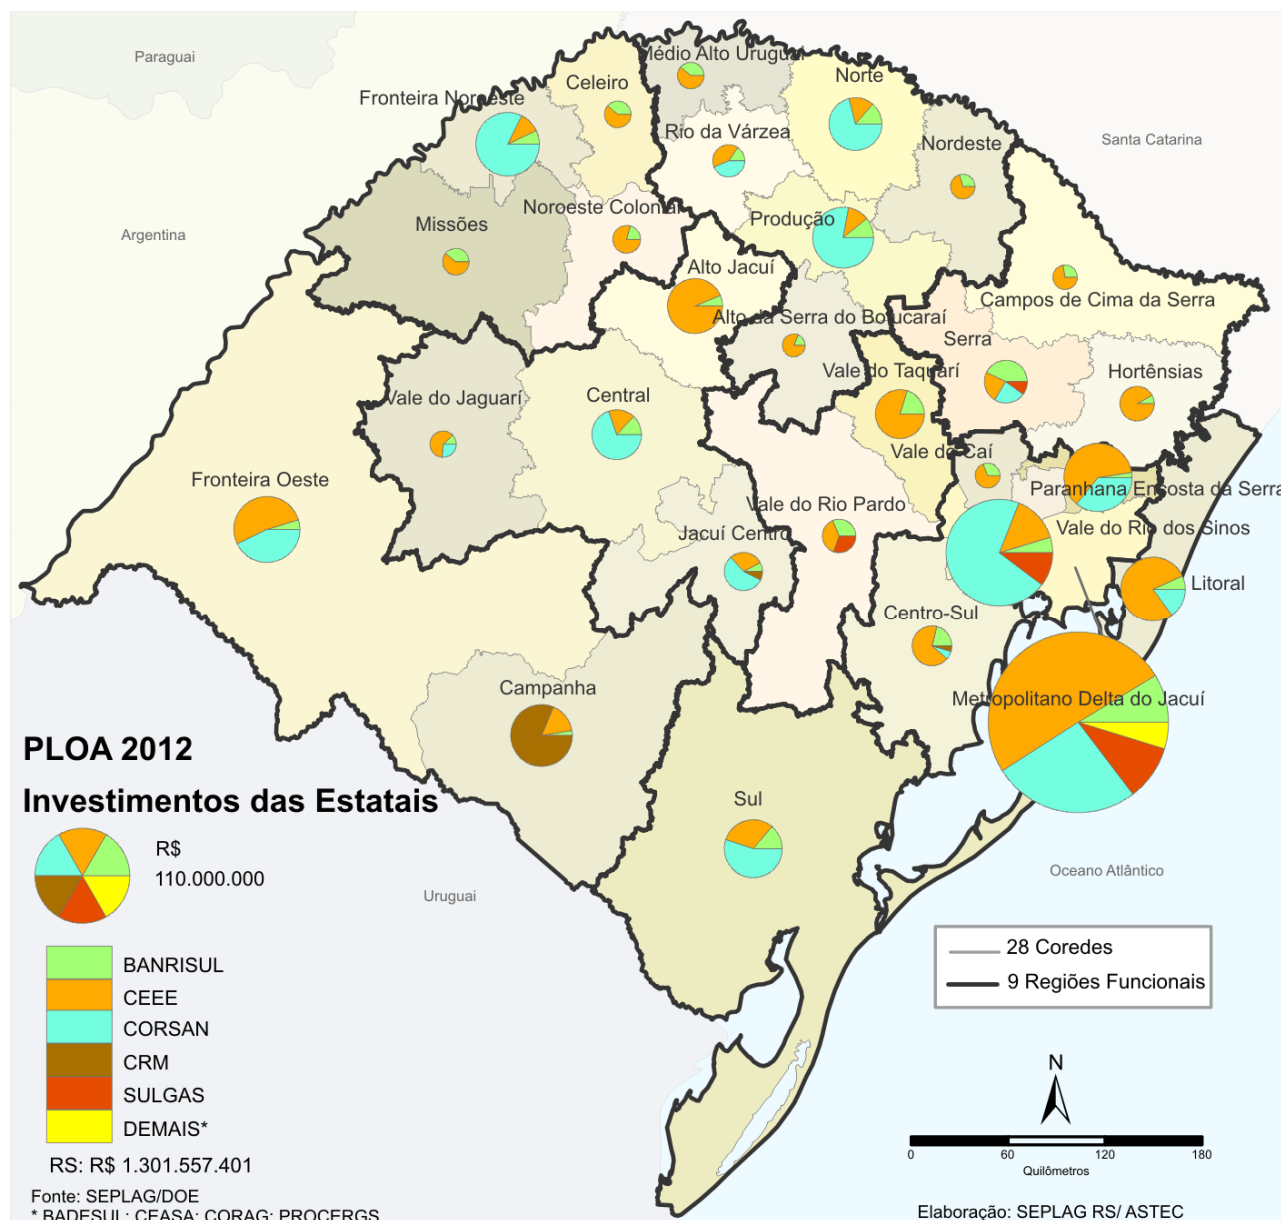 Paraguai
Médio Alto Uruguai
Norte
Celeiro
Fronteira Noroeste
Rio da Várzea
Santa Catarina
Nordeste
Noroeste Colonial
Produção
Missões
Argentina
Alto Jacuí
Campos de Cima da Serra
Alto da Serra do Botucaraí
Serra
Vale do Taquarí
Hortênsias
Vale do Jaguarí
Central
Vale do Caí
Fronteira Oeste
Paranhana Encosta da Serra
Vale do Rio Pardo
Vale do Rio dos Sinos
Jacuí Centro
Litoral
Centro-Sul
Campanha
Metropolitano Delta do Jacuí
PLOA 2012
Investimentos das Estatais
Sul
R$
110.000.000
Oceano Atlântico
Uruguai
28 Coredes
9 Regiões Funcionais
BANRISUL
CEEE
CORSAN
CRM
SULGAS
DEMAIS*
N
0 60 120 180
Quilômetros
RS: R$ 1.301.557.401
Fonte: SEPLAG/DOE
* BADESUL; CEASA; CORAG; PROCERGS
Elaboração: SEPLAG RS/ ASTEC